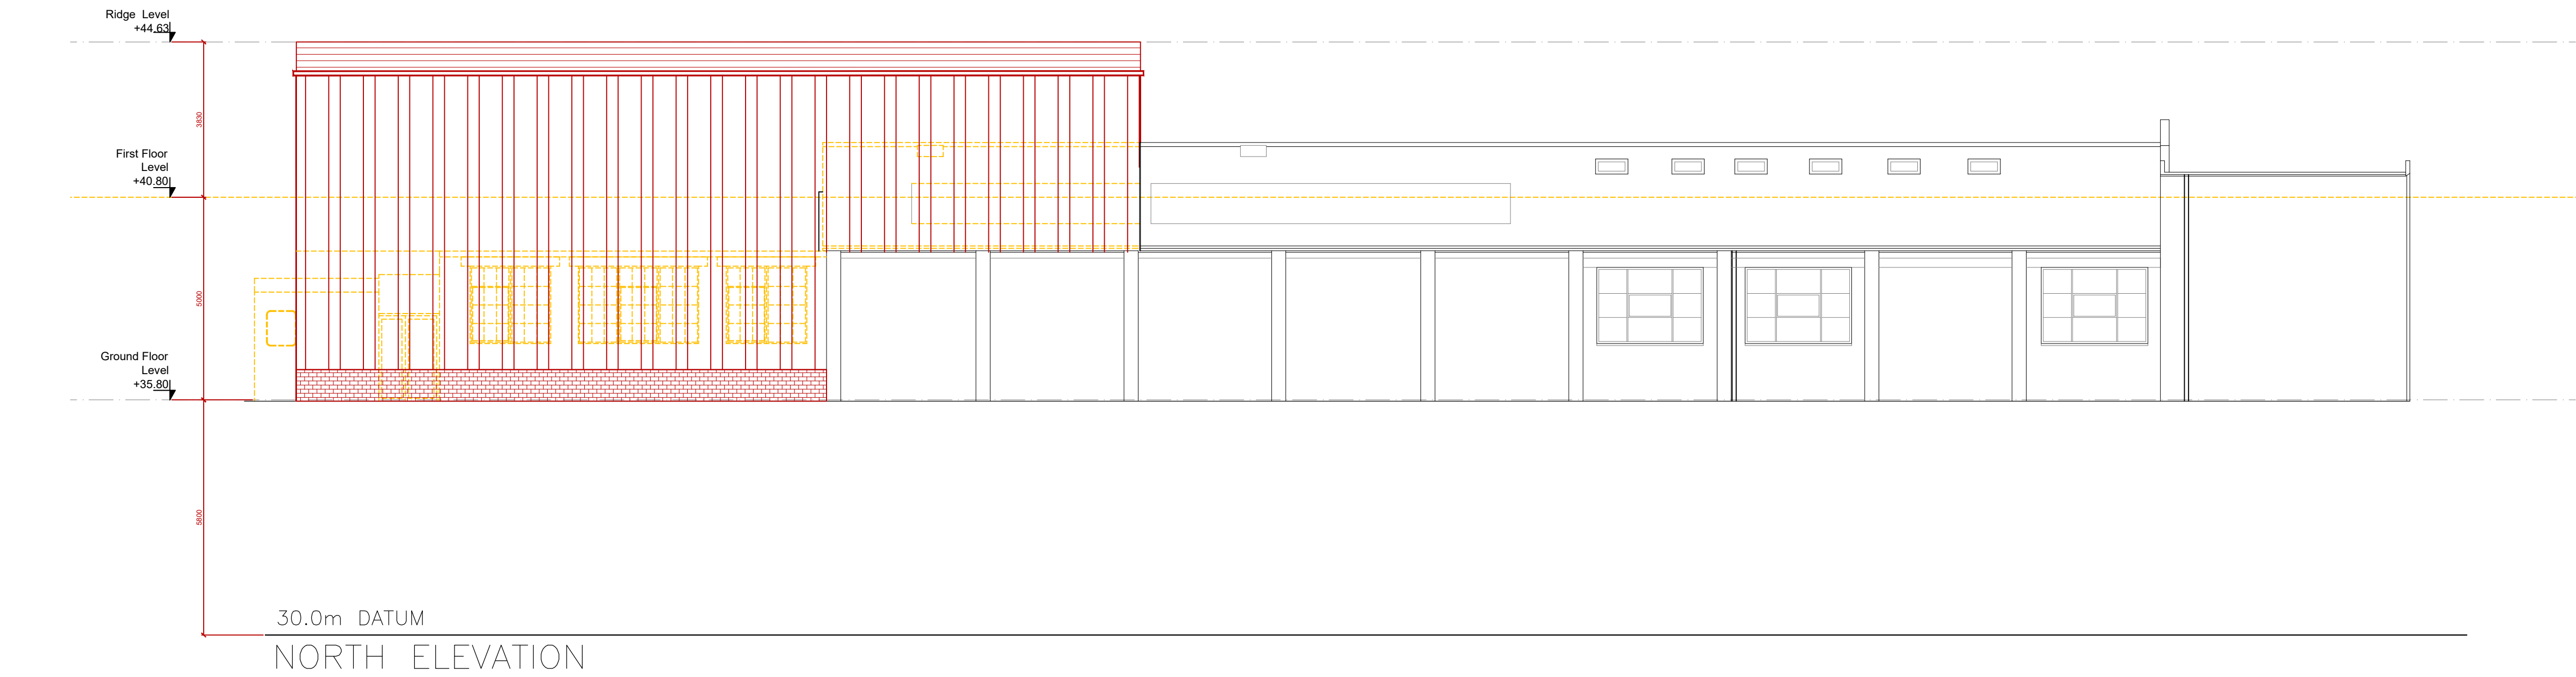 Ridge Level
+44.63
3830
First Floor
Level
+40.80
5000
Ground Floor
Level
+35.80
5800
30.0m DATUM
NORTH ELEVATION